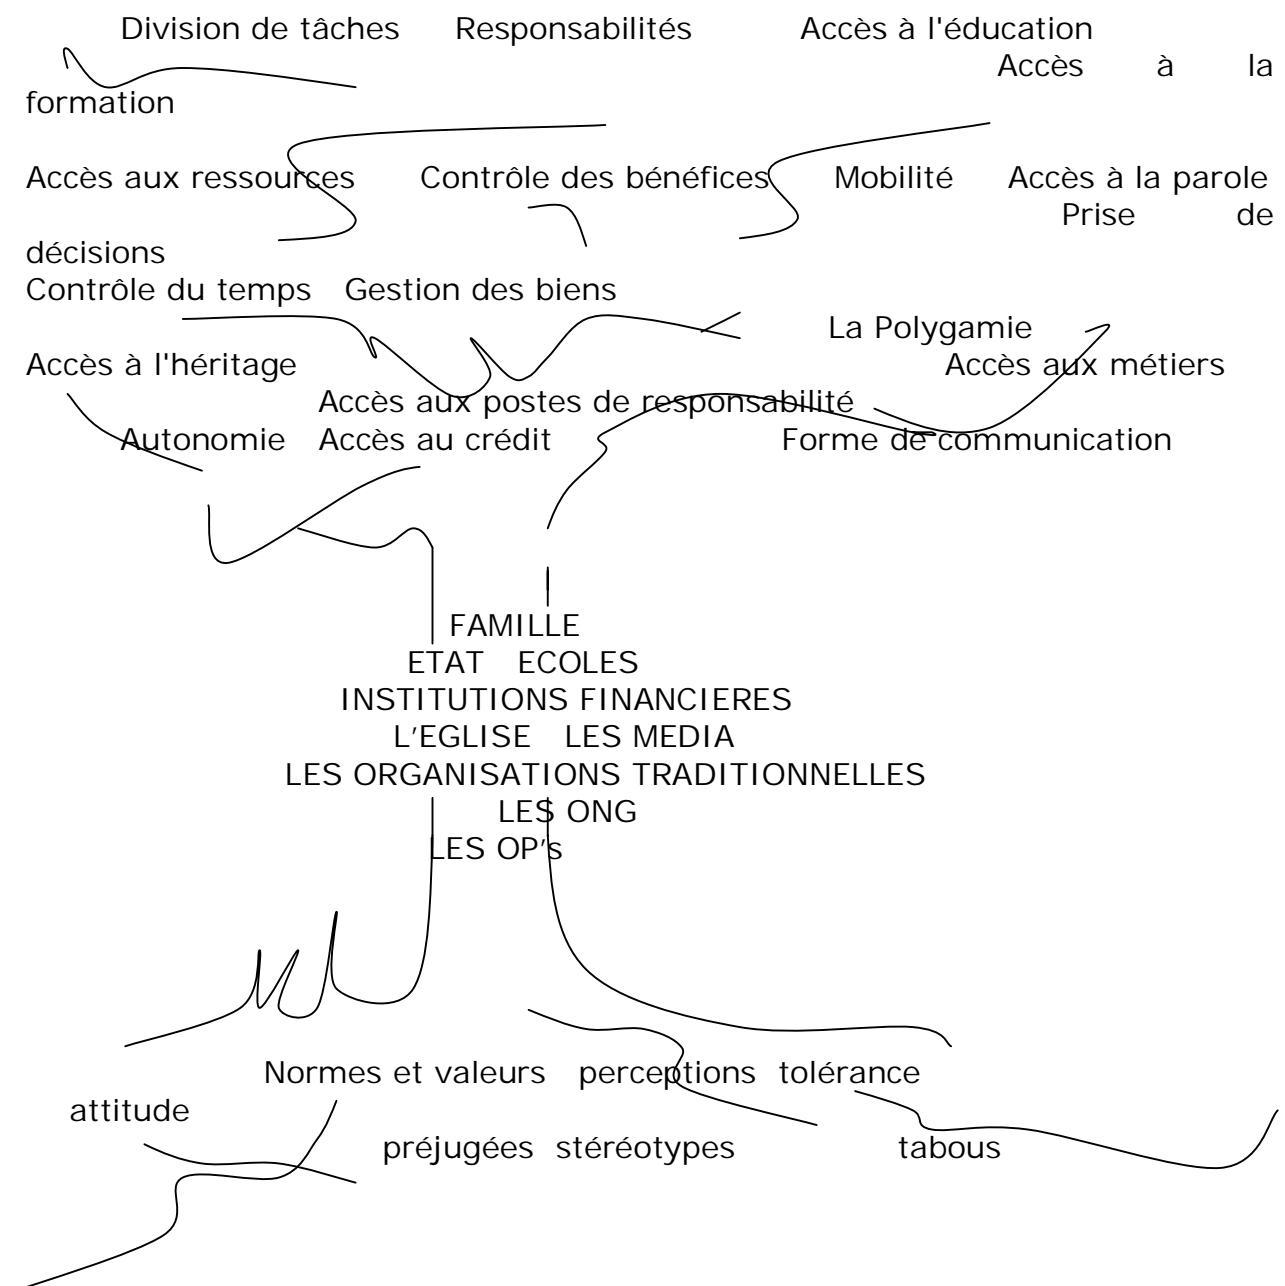 Division de tâches Responsabilités Accès à l'éducation
Accès à la
formation
Accès aux ressources Contrôle des bénéfices Mobilité Accès à la parole
Prise de
décisions
Contrôle du temps Gestion des biens
La Polygamie
Accès à l'héritage Accès aux métiers
Accès aux postes de responsabilité
Autonomie Accès au crédit Forme de communication
FAMILLE
ETAT ECOLES
INSTITUTIONS FINANCIERES
L'EGLISE LES MEDIA
LES ORGANISATIONS TRADITIONNELLES
LES ONG
LES OP's
Normes et valeurs perceptions tolérance
attitude
préjugées stéréotypes tabous